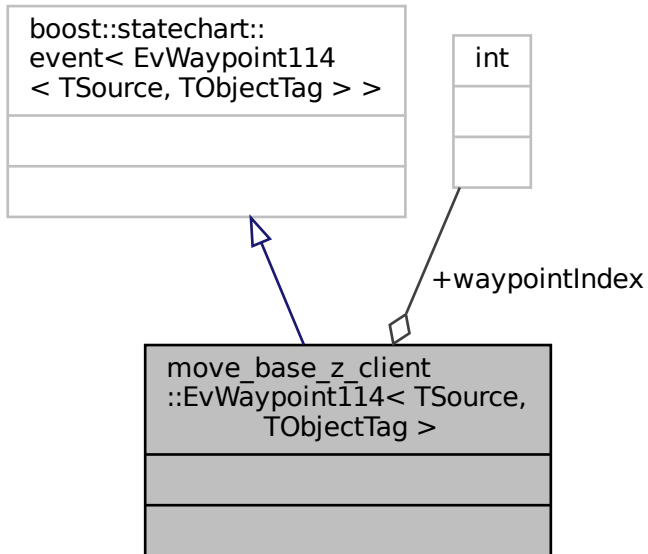 boost::statechart::
event< EvWaypoint114
< TSource, TObjectTag > >
int
+waypointIndex
move_base_z_client
::EvWaypoint114< TSource,
TObjectTag >